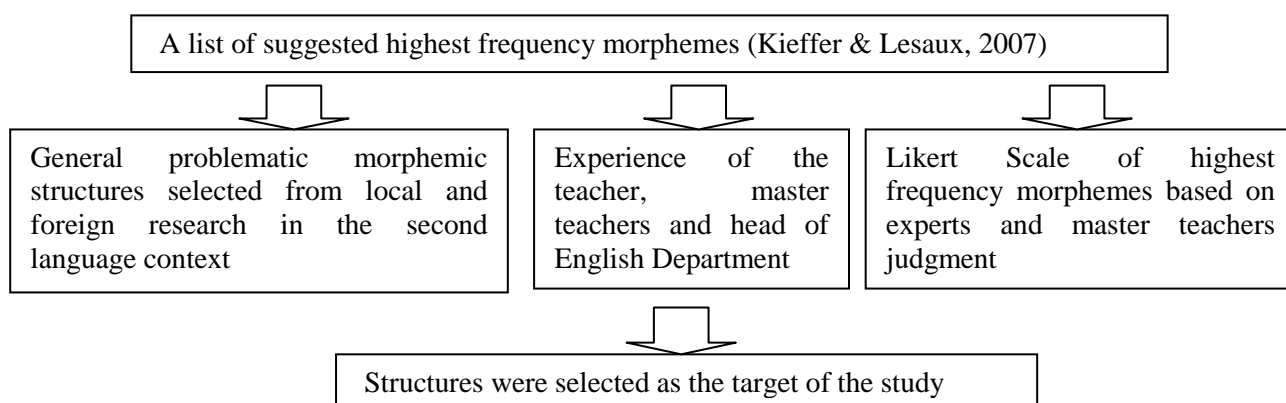 A list of suggested highest frequency morphemes (Kieffer & Lesaux, 2007)
General problematic morphemic
structures selected from local and
foreign research in the second
language context
Experience of the
teacher, master
teachers and head of
English Department
Likert Scale of highest
frequency morphemes based on
experts and master teachers
judgment
Structures were selected as the target of the study